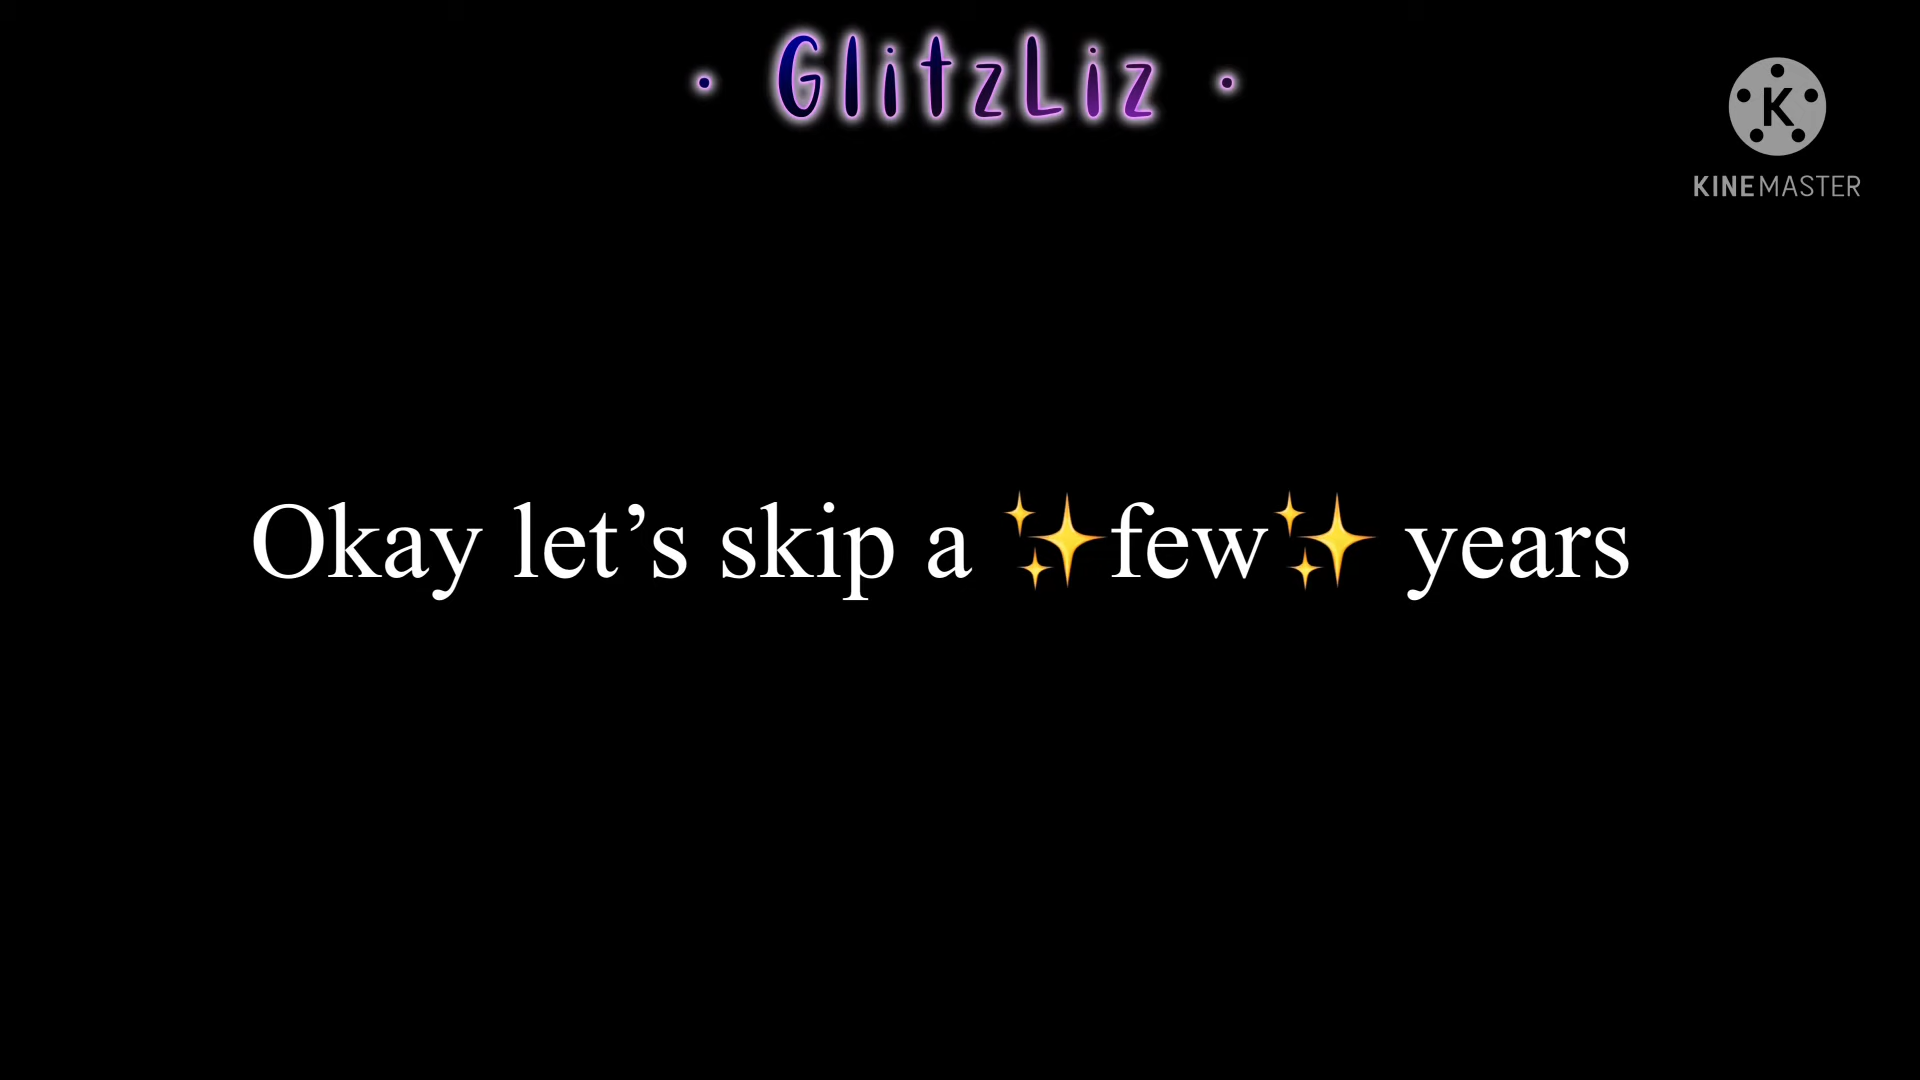 · GlitzLiz ·
K
KINEMASTER
Okay let’s skip a ✨few✨ years